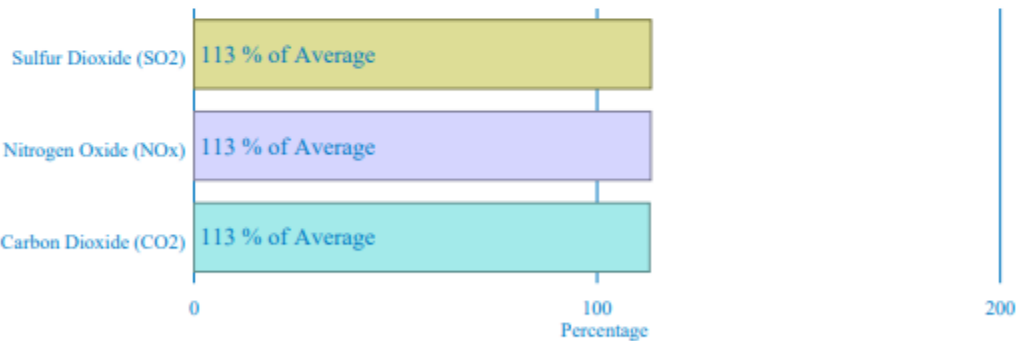 Sulfur Dioxide (SO2) 113 % of Average
Nitrogen Oxide (NOx) 113 % of Average
Carbon Dioxide (CO2) 113 % of Average
0 100 200
Percentage